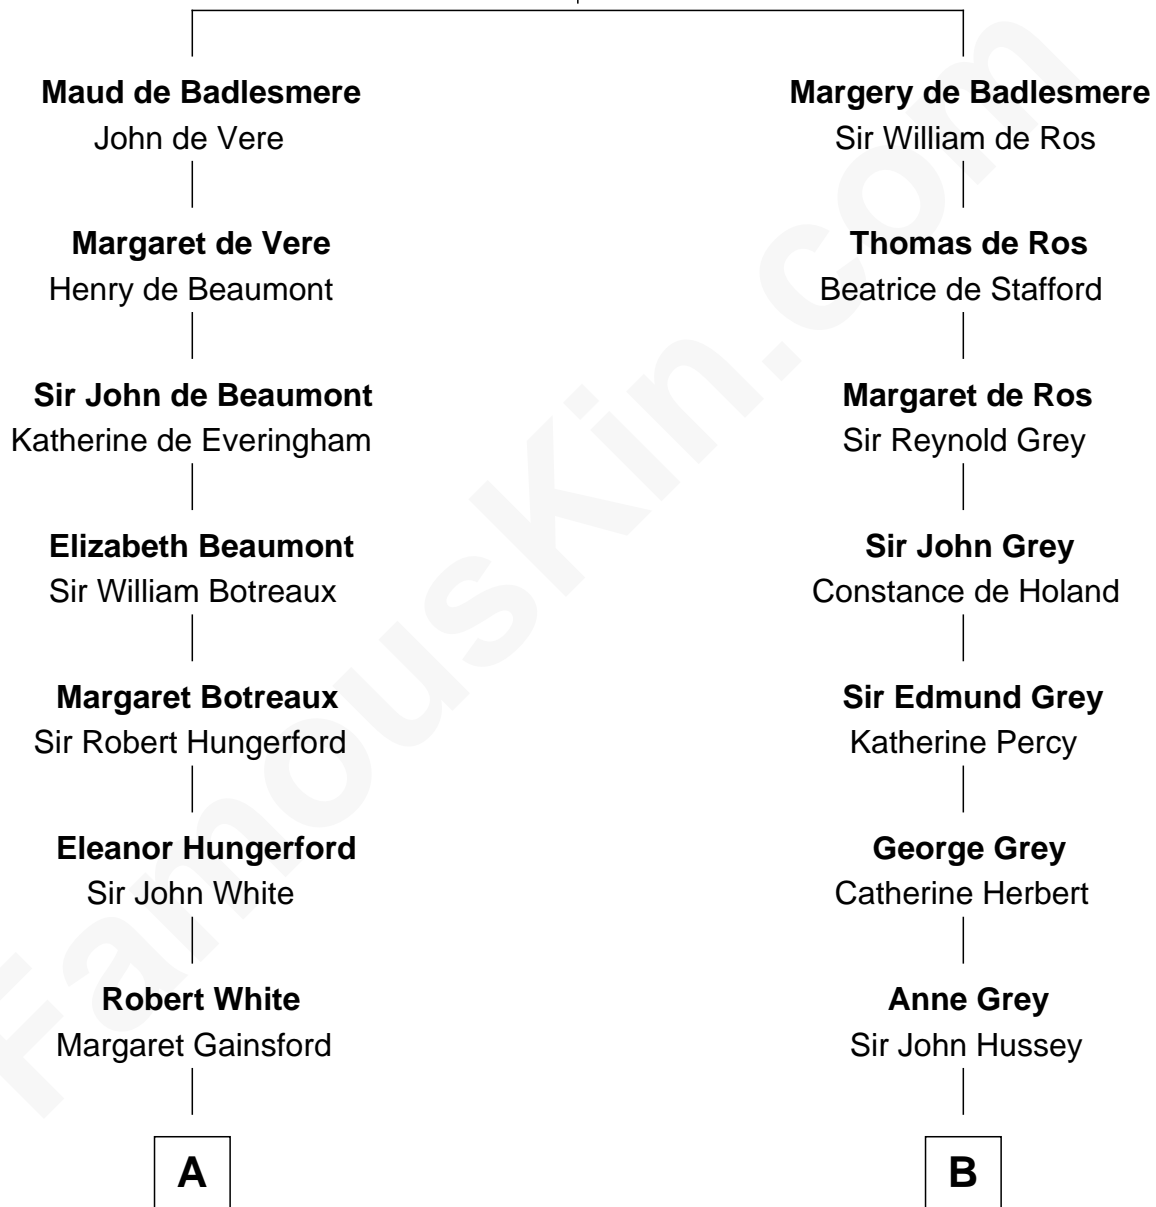 Maud de Badlesmere
John de Vere
Margaret de Vere
Henry de Beaumont
Sir John de Beaumont
Katherine de Everingham
Elizabeth Beaumont
Sir William Botreaux
Margaret Botreaux
Sir Robert Hungerford
Eleanor Hungerford
Sir John White
Robert White
Margaret Gainsford
A
Margery de Badlesmere
Sir William de Ros
Thomas de Ros
Beatrice de Stafford
Margaret de Ros
Sir Reynold Grey
Sir John Grey
Constance de Holand
Sir Edmund Grey
Katherine Percy
George Grey
Catherine Herbert
Anne Grey
Sir John Hussey
B
FamousKin.com